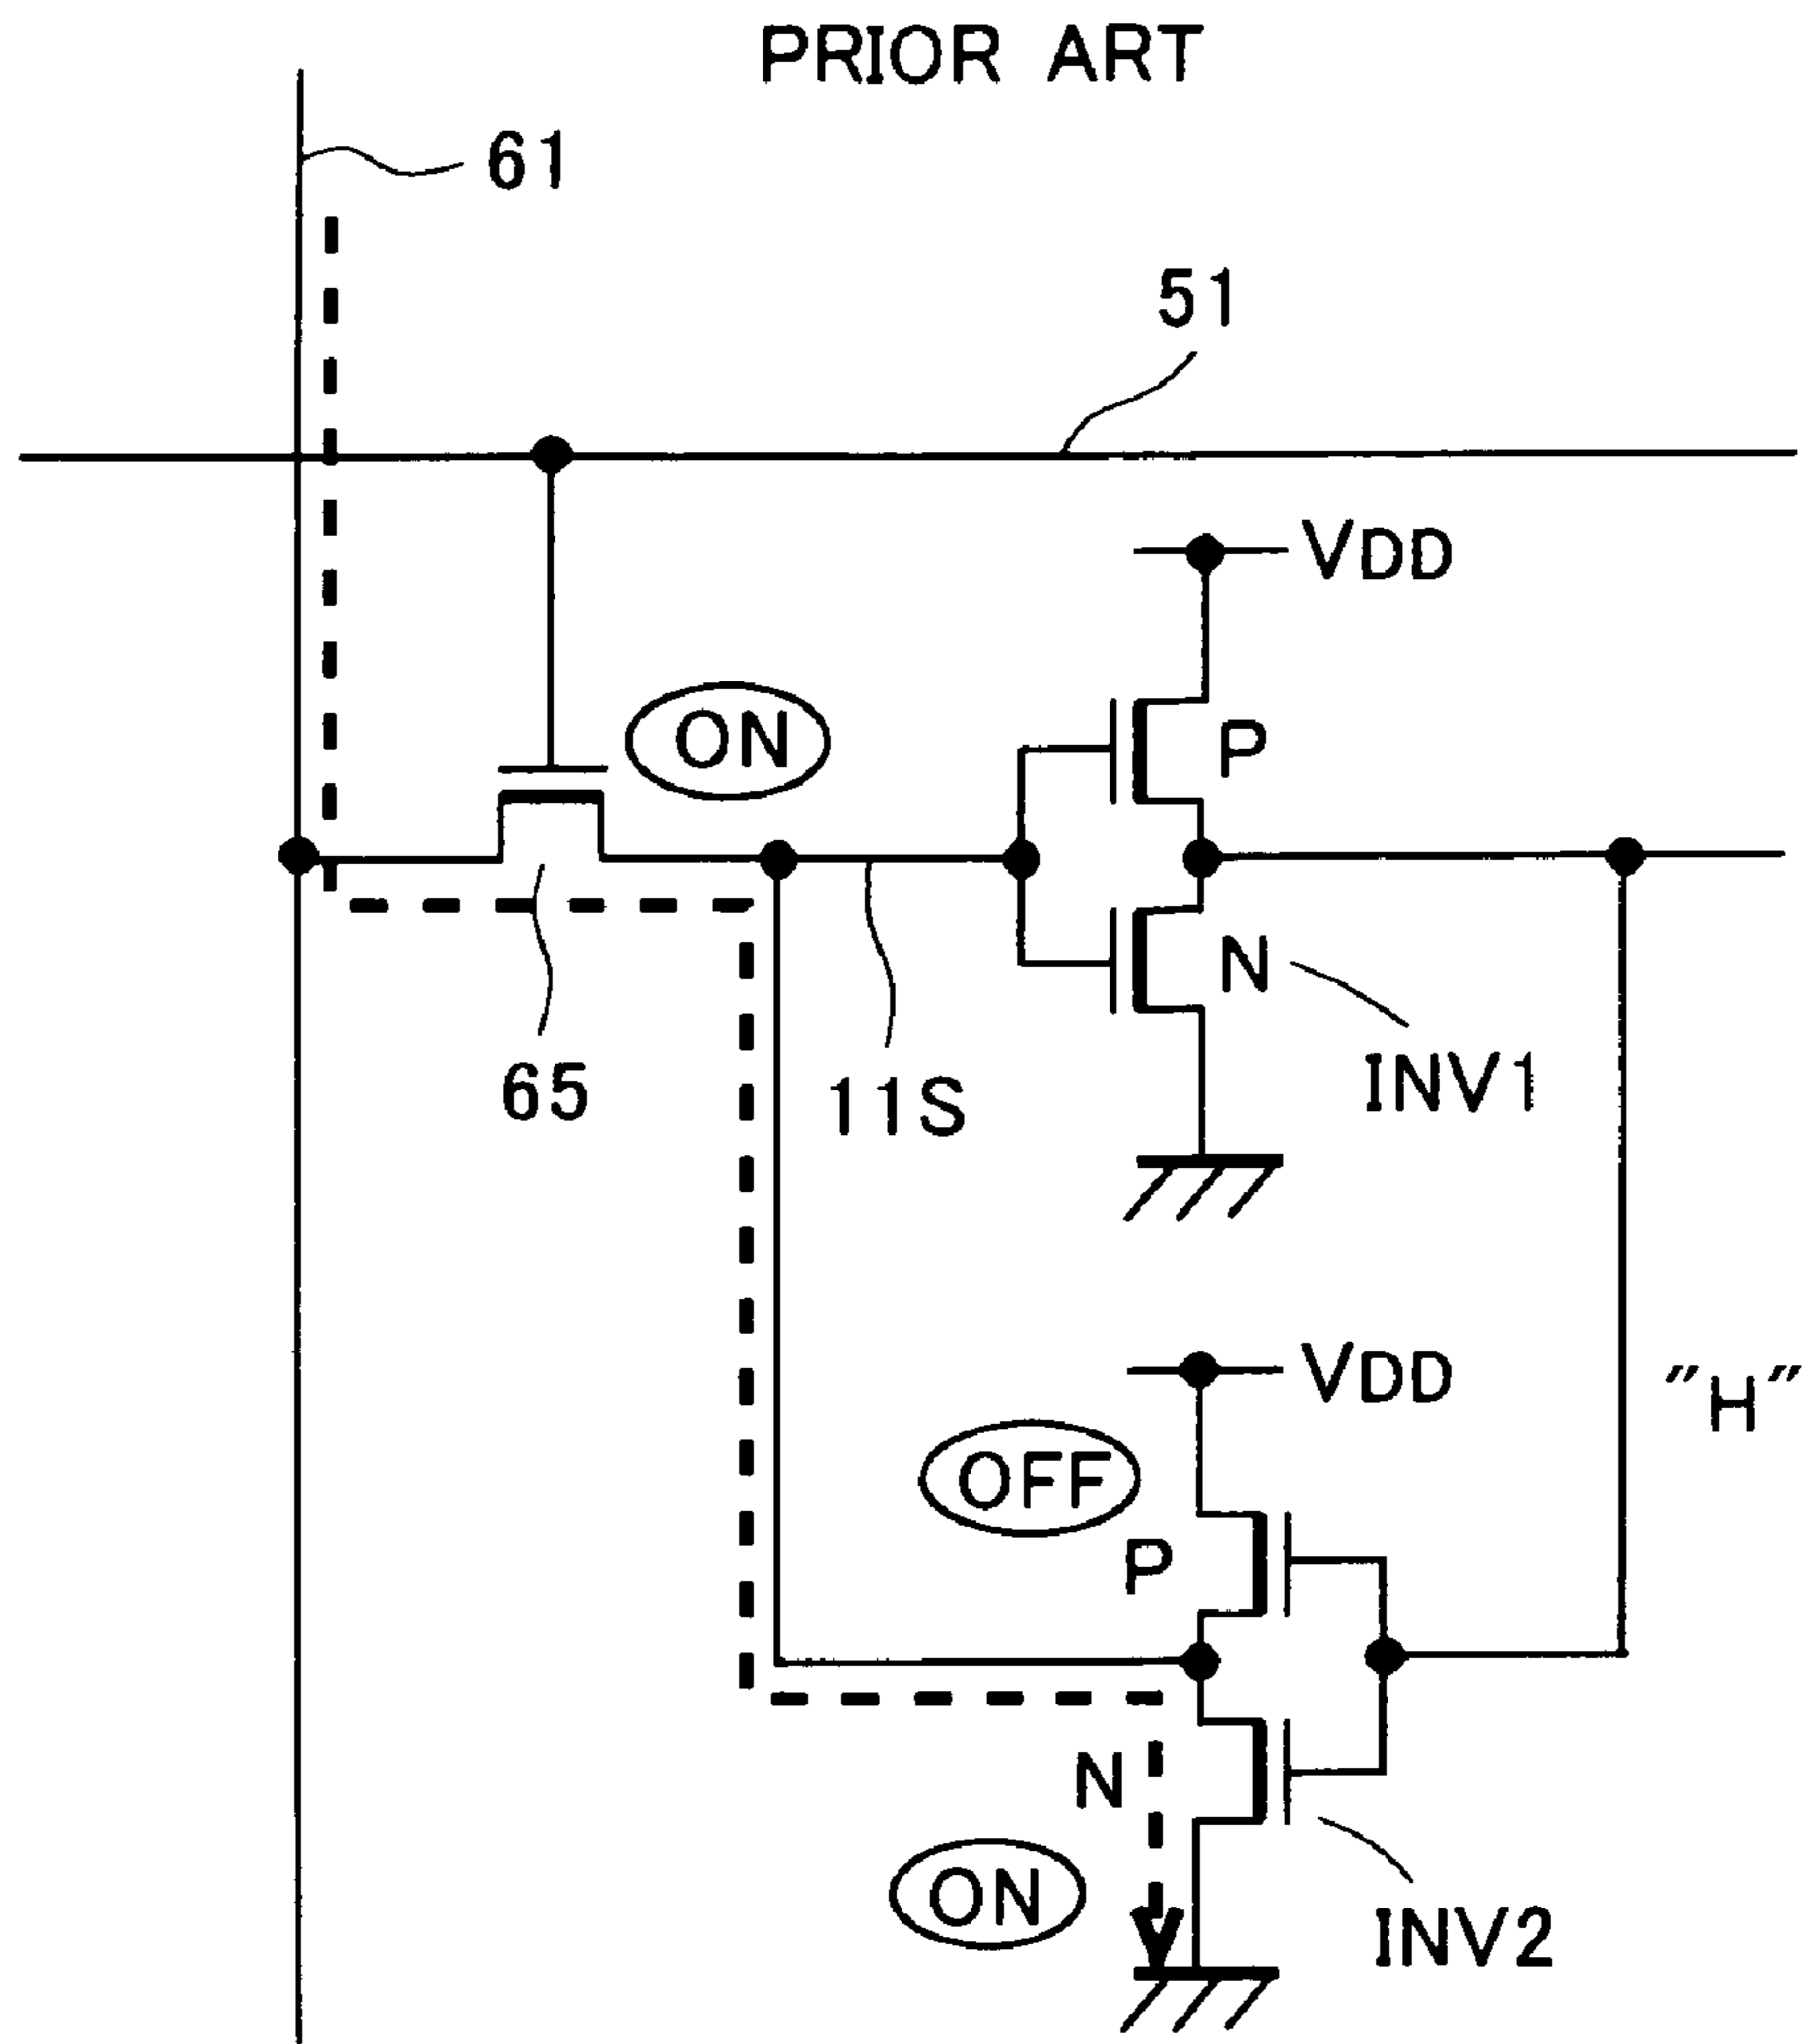 PRIOR ART
61
51
VDD
ON
P
N
65
11S
INV1
VDD
"H"
OFF
P
N
ON
INV2